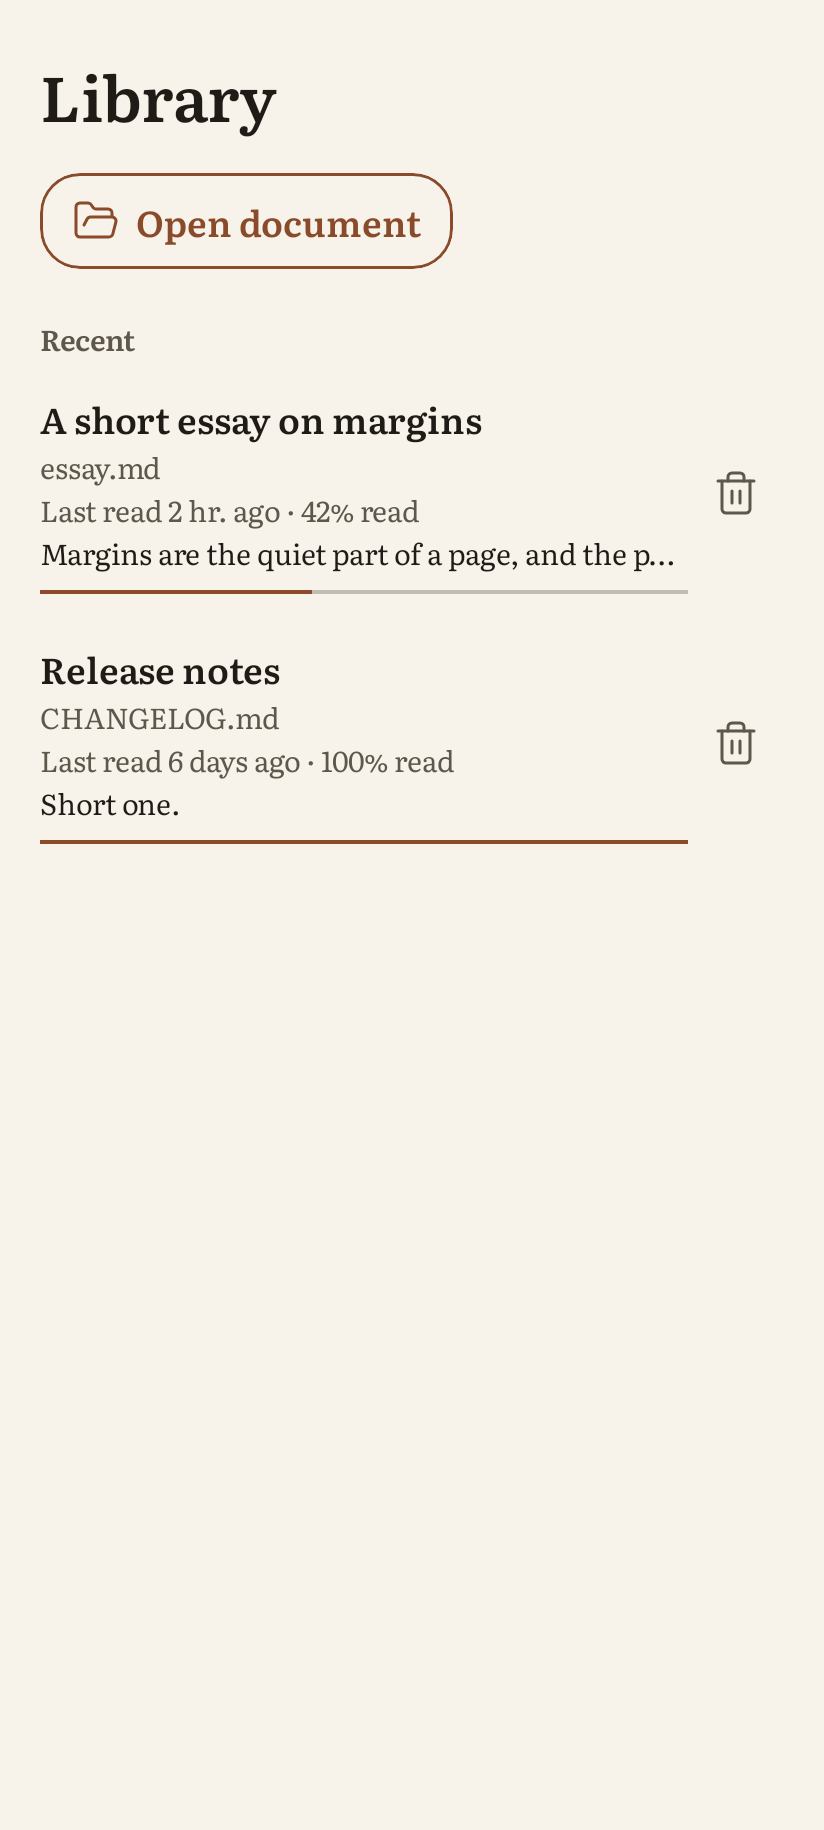 Library
Open document
Recent
A short essay on margins
essay.md
Last read 2 hr. ago · 42% read
Margins are the quiet part of a page, and the p…
Release notes
CHANGELOG.md
Last read 6 days ago · 100% read
Short one.